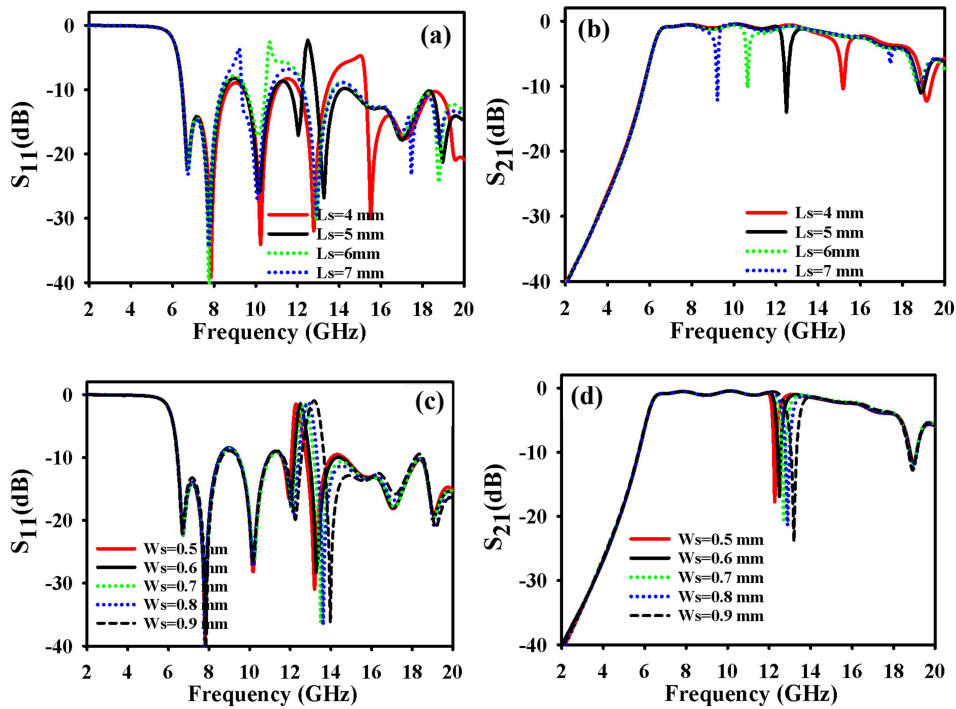 (a)
S11(dB)
0
-10
-20
-30
-40
Ls=4 mm
Ls=5 mm
Ls=6mm
Ls=7 mm
2 4 6 8 10 12 14 16 18 20
Frequency (GHz)
(b)
S21(dB)
0
-10
-20
-30
-40
Ls=4 mm
Ls=5 mm
Ls=6mm
Ls=7 mm
2 4 6 8 10 12 14 16 18 20
Frequency (GHz)
(c)
S11(dB)
0
-10
-20
-30
-40
Ws=0.5 mm
Ws=0.6 mm
Ws=0.7 mm
Ws=0.8 mm
Ws=0.9 mm
2 4 6 8 10 12 14 16 18 20
Frequency (GHz)
(d)
S21(dB)
0
-10
-20
-30
-40
Ws=0.5 mm
Ws=0.6 mm
Ws=0.7 mm
Ws=0.8 mm
Ws=0.9 mm
2 4 6 8 10 12 14 16 18 20
Frequency (GHz)